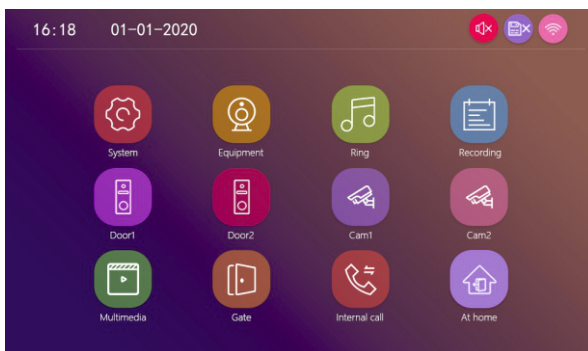 16:18 01-01-2020
System Equipment Ring Recording
Door1 Door2 Cam1 Cam2
Multimedia Gate Internal call At home